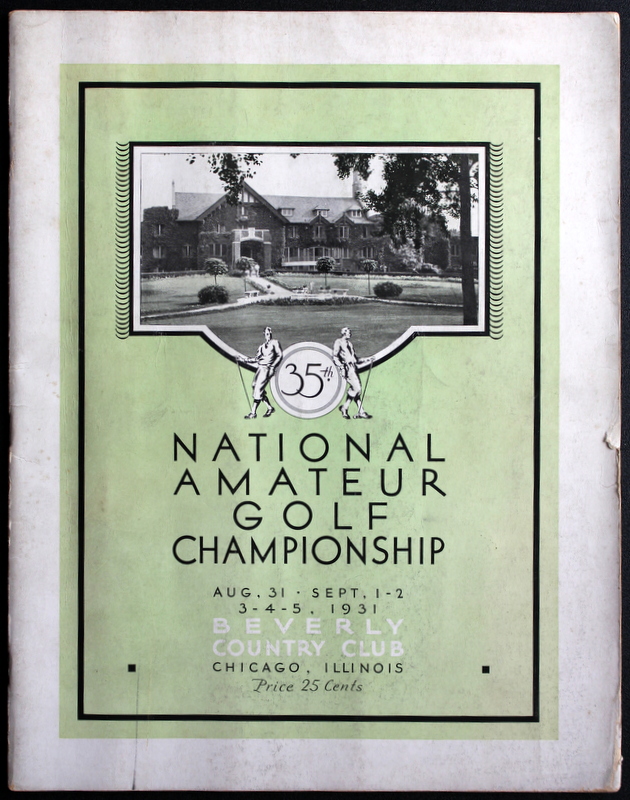 35th
NATIONAL
AMATEUR
GOLF
CHAMPIONSHIP
AUG. 31 · SEPT. 1-2
3-4-5, 1931
BEVERLY
COUNTRY CLUB
CHICAGO, ILLINOIS
Price 25 Cents